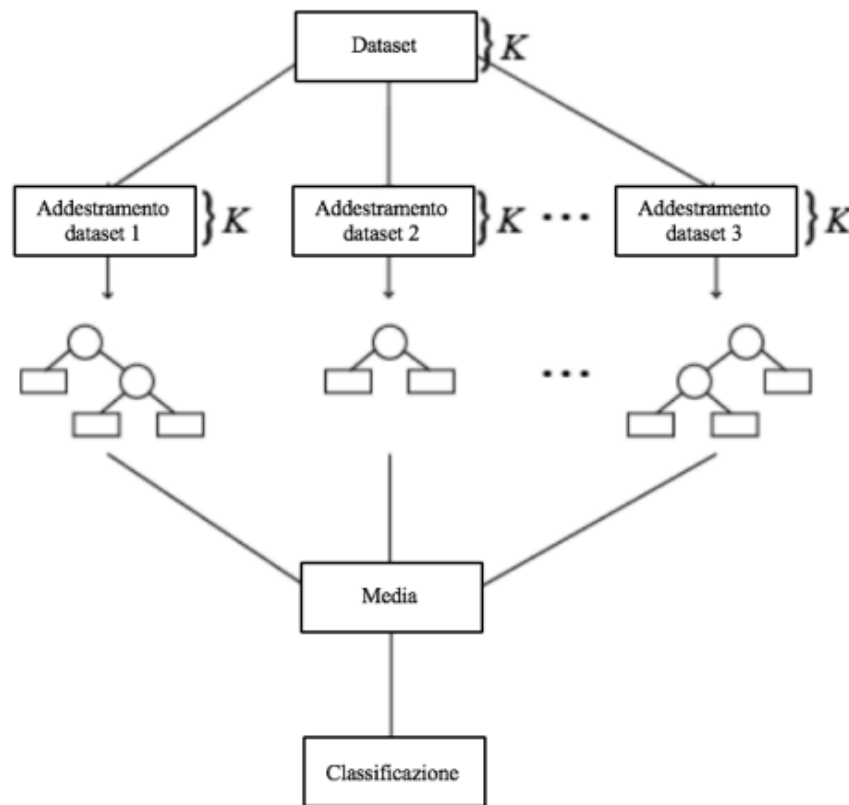 Dataset } K
Addestramento
dataset 1
} K
Addestramento
dataset 2
} K
...
Addestramento
dataset 3
} K
...
Media
Classificazione